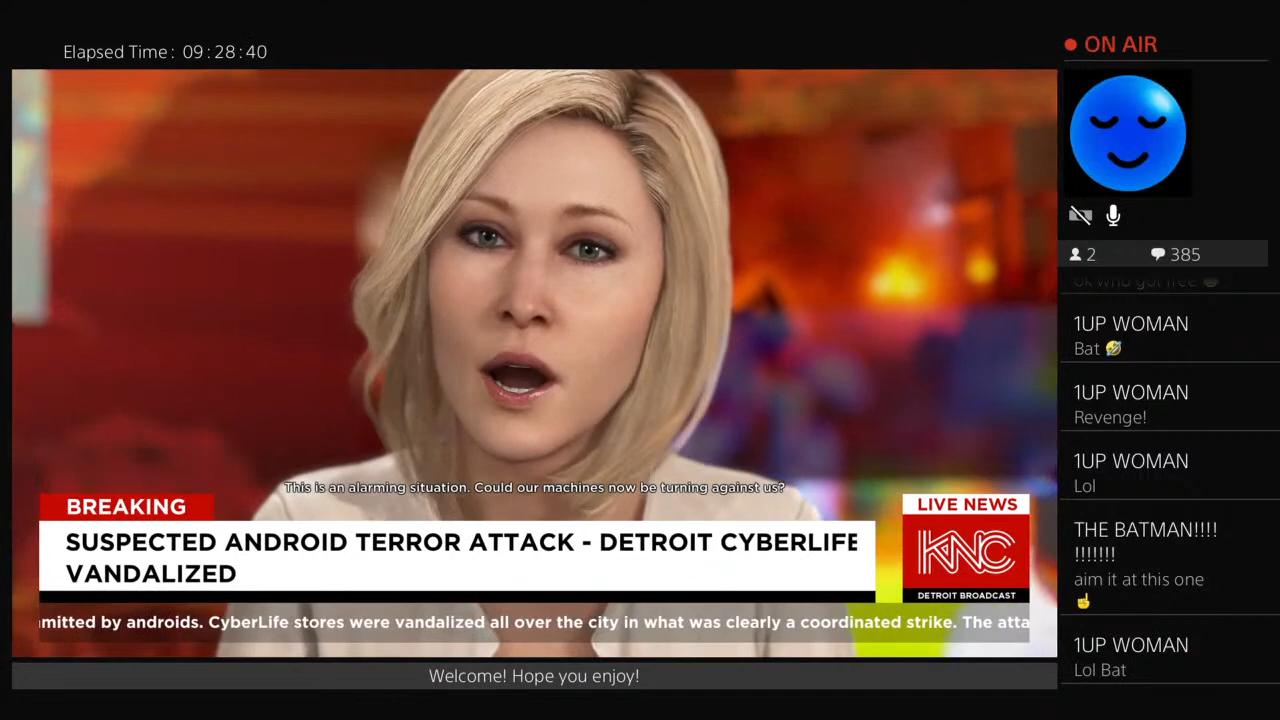 Elapsed Time: 09:28:40
ON AIR
2 385
1UP WOMAN
Bat 🤣
1UP WOMAN
Revenge!
1UP WOMAN
Lol
THE BATMAN!!!!
!!!!!!!
aim it at this one
☝
1UP WOMAN
Lol Bat
This is an alarming situation. Could our machines now be turning against us?
BREAKING
SUSPECTED ANDROID TERROR ATTACK - DETROIT CYBERLIFE
VANDALIZED
LIVE NEWS
KNC
DETROIT BROADCAST
mitted by androids. CyberLife stores were vandalized all over the city in what was clearly a coordinated strike. The atta
Welcome! Hope you enjoy!